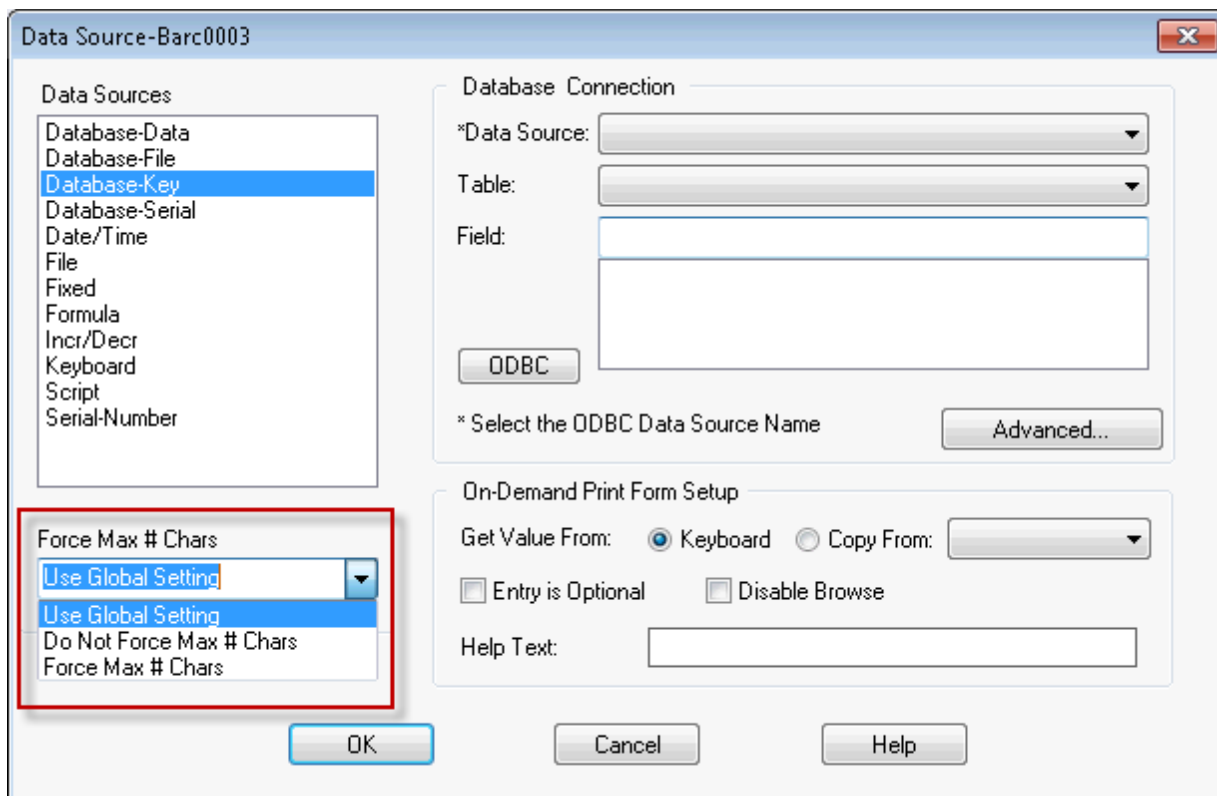 Data Source-Barc0003
Data Sources
Database-Data
Database-File
Database-Key
Database-Serial
Date/Time
File
Fixed
Formula
Incr/Decr
Keyboard
Script
Serial-Number
Force Max # Chars
Use Global Setting
Use Global Setting
Do Not Force Max # Chars
Force Max # Chars
Database Connection
*Data Source:
Table:
Field:
ODBC
* Select the ODBC Data Source Name
Advanced...
On-Demand Print Form Setup
Get Value From: Keyboard Copy From:
Entry is Optional Disable Browse
Help Text:
OK Cancel Help